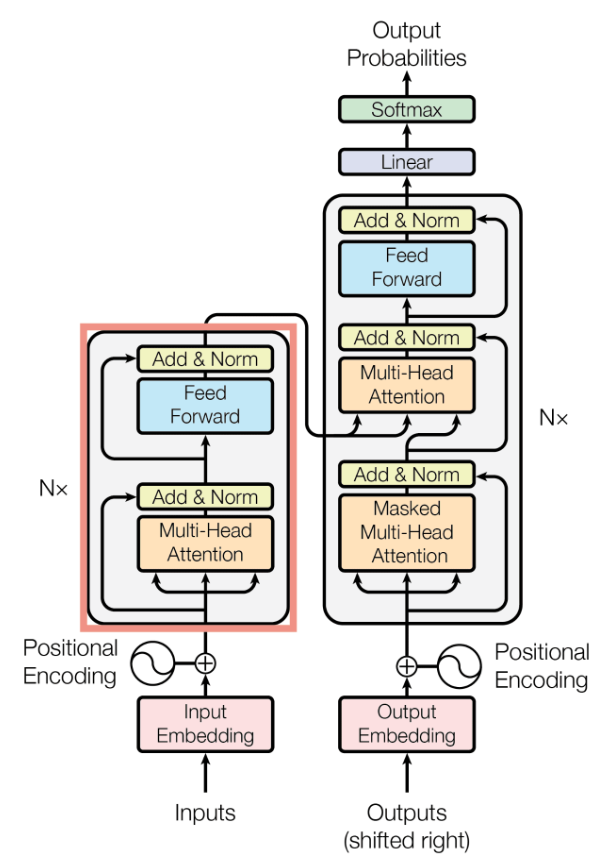 Output
Probabilities
Softmax
Linear
Add & Norm
Feed
Forward
Add & Norm
Multi-Head
Attention
Add & Norm
Masked
Multi-Head
Attention
N×
Add & Norm
Feed
Forward
Add & Norm
Multi-Head
Attention
N×
Positional
Encoding
Input
Embedding
Inputs
Positional
Encoding
Output
Embedding
Outputs
(shifted right)